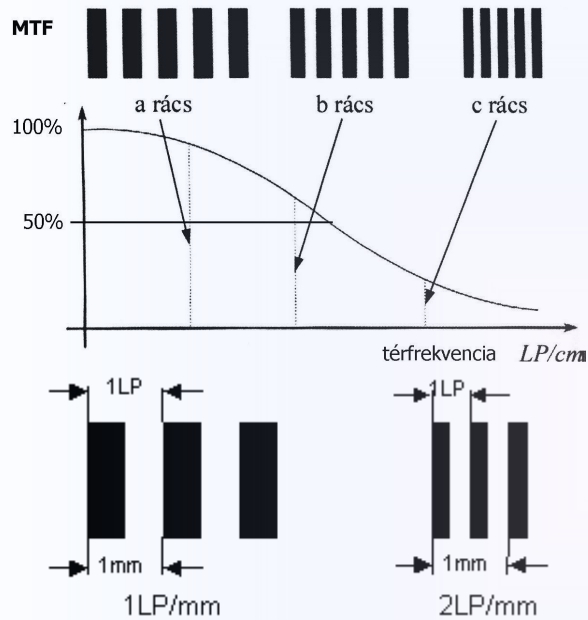 MTF
a rács b rács c rács
100%
50%
térfrekvencia LP/cm
1LP 1LP
1mm 1mm
1LP/mm 2LP/mm